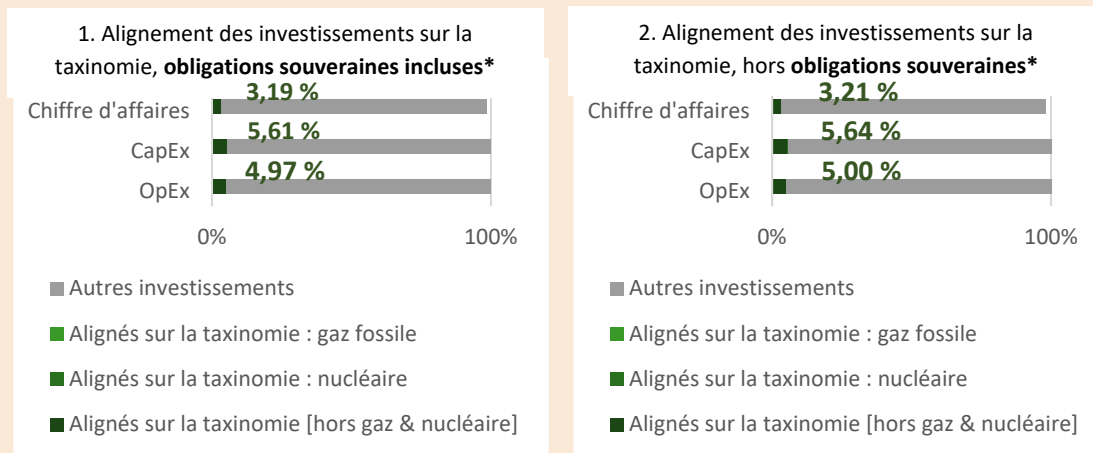 1. Alignement des investissements sur la
taxinomie, obligations souveraines incluses*
Chiffre d'affaires
3,19 %
CapEx
5,61 %
OpEx
4,97 %
0%
100%
Autres investissements
Alignés sur la taxinomie : gaz fossile
Alignés sur la taxinomie : nucléaire
Alignés sur la taxinomie [hors gaz & nucléaire]
2. Alignement des investissements sur la
taxinomie, hors obligations souveraines*
Chiffre d'affaires
3,21 %
CapEx
5,64 %
OpEx
5,00 %
0%
100%
Autres investissements
Alignés sur la taxinomie : gaz fossile
Alignés sur la taxinomie : nucléaire
Alignés sur la taxinomie [hors gaz & nucléaire]